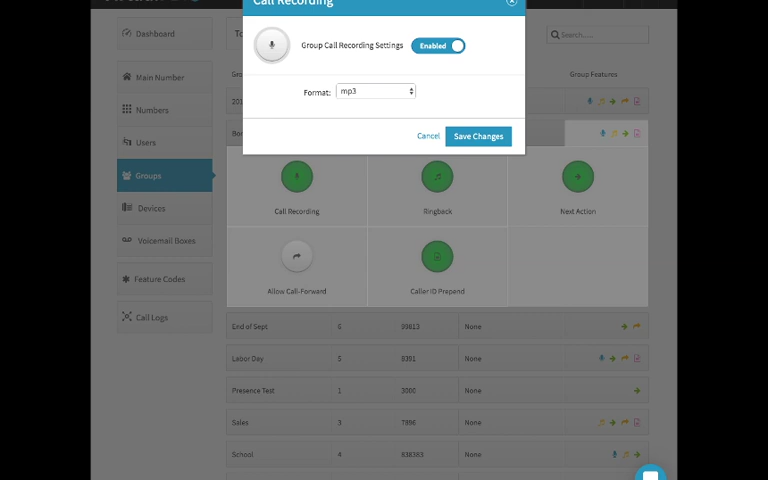 Call Recording
Dashboard
Search.....
Group Call Recording Settings Enabled
Main Number
Group Features
Format: mp3
Numbers
Cancel Save Changes
Users
Groups
Call Recording Ringback Next Action
Devices
Voicemail Boxes
Feature Codes
Allow Call-Forward Caller ID Prepend
Call Logs
End of Sept 6 99813 None
Labor Day 5 8391 None
Presence Test 1 3000 None
Sales 3 7896 None
School 4 838383 None